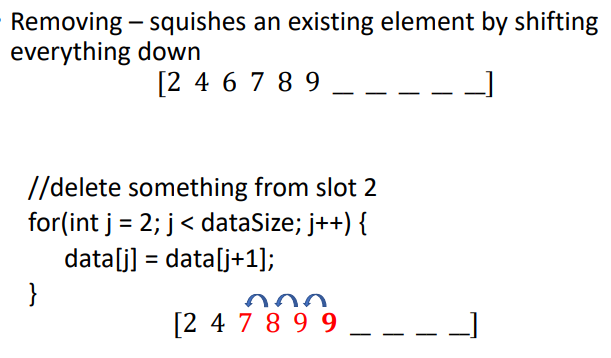 Removing – squishes an existing element by shifting
everything down
[2 4 6 7 8 9 _ _ _ _ _]
//delete something from slot 2
for(int j = 2; j < dataSize; j++) {
data[j] = data[j+1];
}
[2 4 7 8 9 9 _ _ _ _]